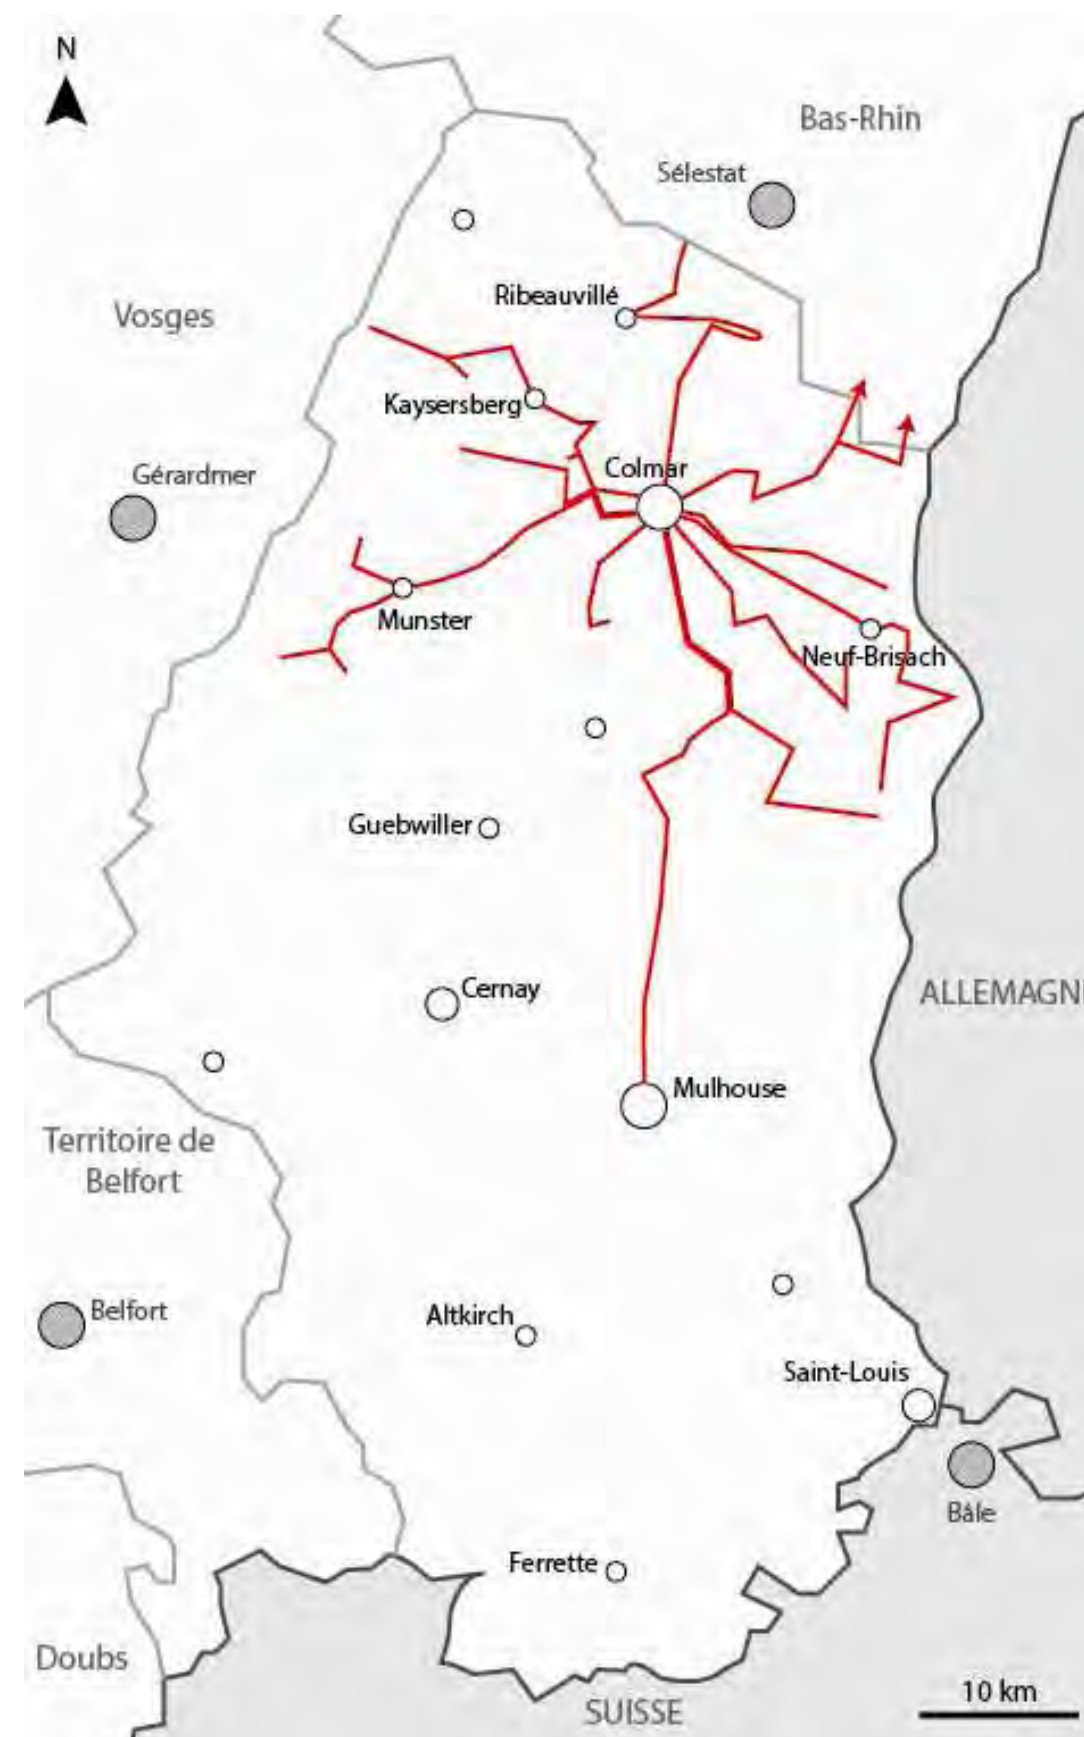 N
Bas-Rhin
Sélestat
Ribeauvillé
Vosges
Kaysersberg
Colmar
Gérardmer
Munster
Neuf-Brisach
Guebwiller
Cernay
ALLEMAGN
Mulhouse
Territoire de
Belfort
Belfort
Altkirch
Saint-Louis
Bâle
Ferrette
Doubs
10 km
SUISSE